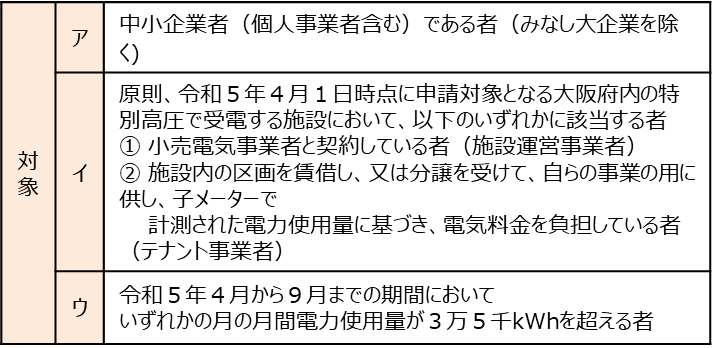 対象
ア
中小企業者（個人事業者含む）である者（みなし大企業を除
く)
イ
原則、令和５年４月１日時点に申請対象となる大阪府内の特
別高圧で受電する施設において、以下のいずれかに該当する者
① 小売電気事業者と契約している者（施設運営事業者）
② 施設内の区画を賃借し、又は分譲を受けて、自らの事業の用に
供し、子メーターで
計測された電力使用量に基づき、電気料金を負担している者
（テナント事業者）
ウ
令和５年４月から９月までの期間において
いずれかの月の月間電力使用量が３万５千kWhを超える者